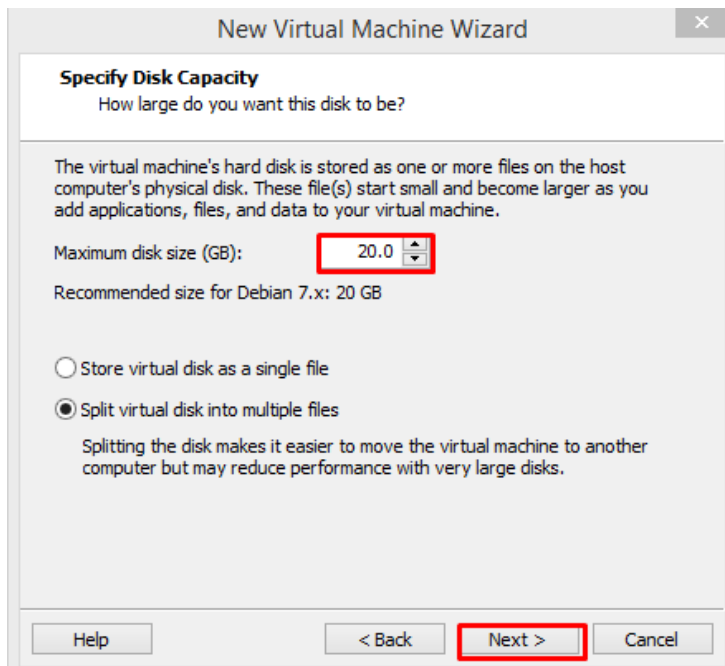 New Virtual Machine Wizard
Specify Disk Capacity
How large do you want this disk to be?
The virtual machine's hard disk is stored as one or more files on the host
computer's physical disk. These file(s) start small and become larger as you
add applications, files, and data to your virtual machine.
Maximum disk size (GB): 20.0
Recommended size for Debian 7.x: 20 GB
Store virtual disk as a single file
Split virtual disk into multiple files
Splitting the disk makes it easier to move the virtual machine to another
computer but may reduce performance with very large disks.
Help < Back Next > Cancel